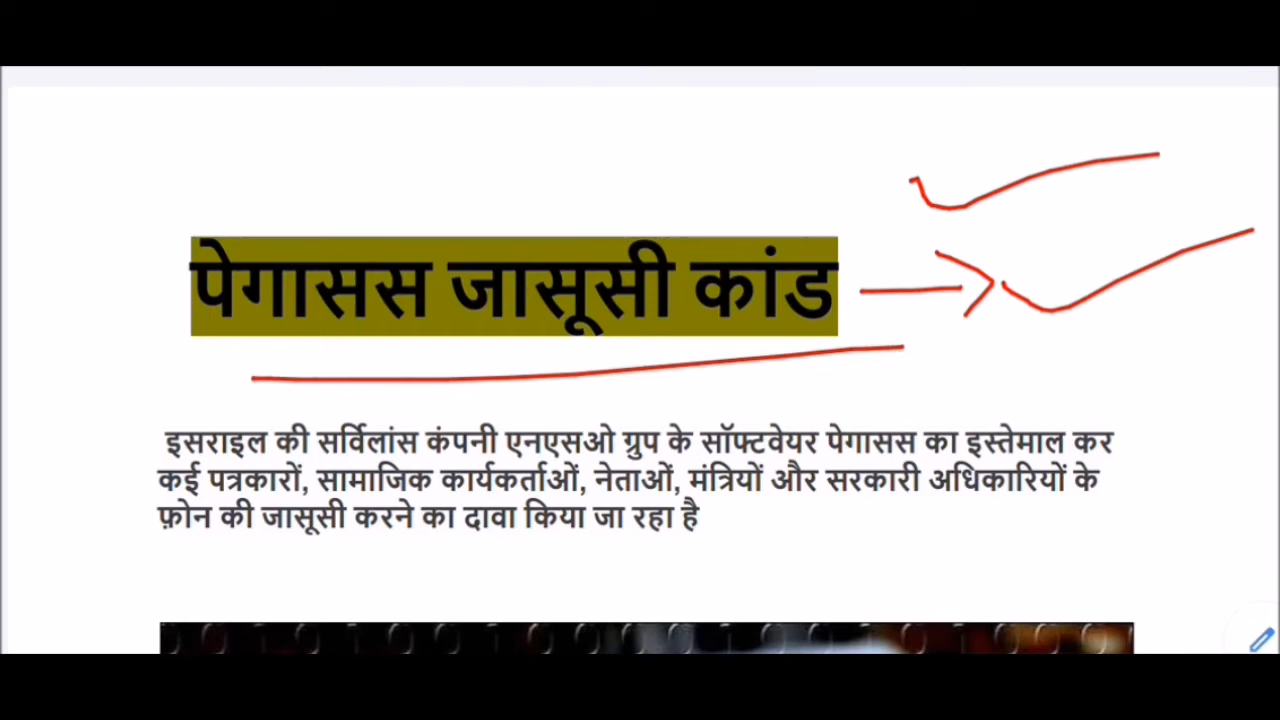 पेगासस जासूसी कांड
इसराइल की सर्विलांस कंपनी एनएसओ ग्रुप के सॉफ्टवेयर पेगासस का इस्तेमाल कर
कई पत्रकारों, सामाजिक कार्यकर्ताओं, नेताओं, मंत्रियों और सरकारी अधिकारियों के
फ़ोन की जासूसी करने का दावा किया जा रहा है